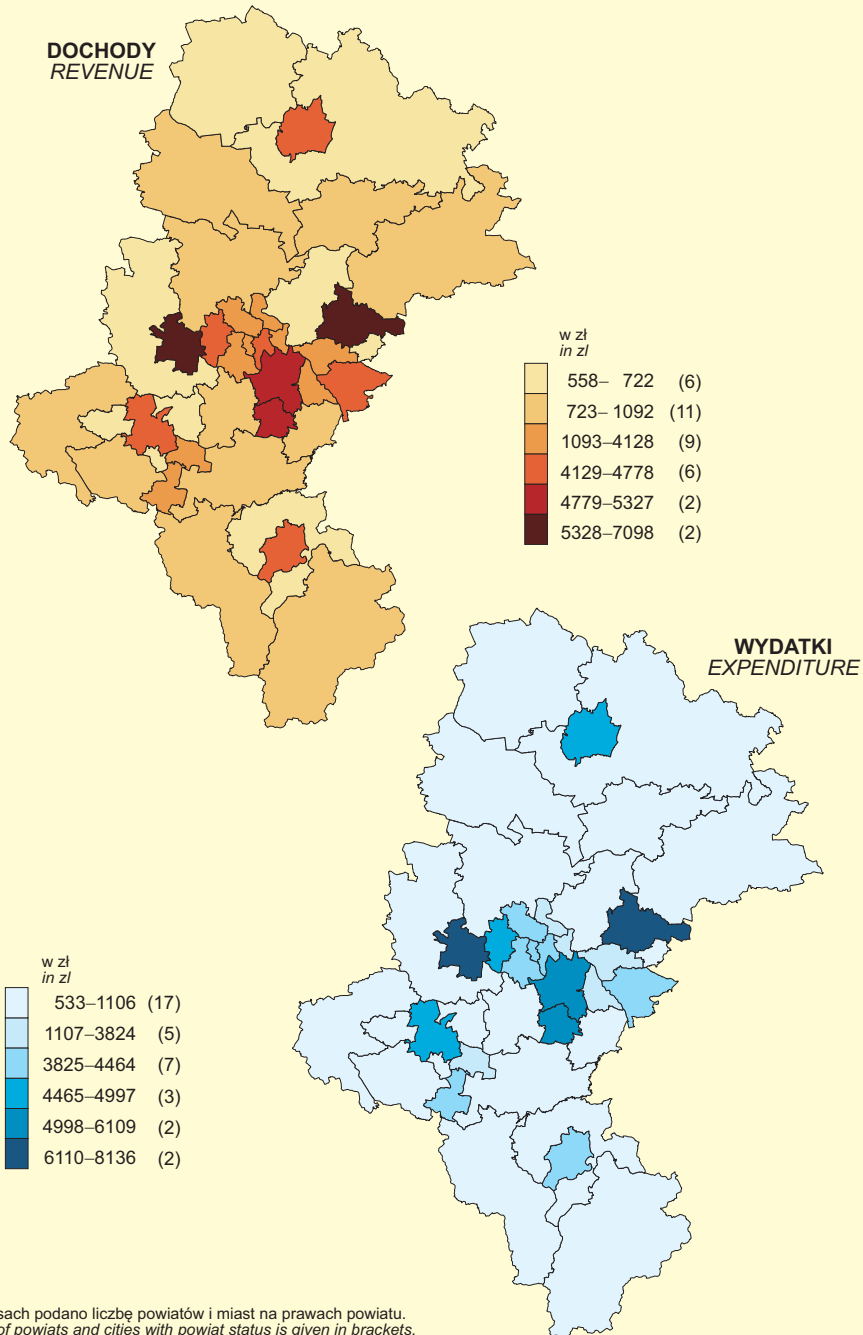 DOCHODY
REVENUE
w zł
in zl
558– 722 (6)
723– 1092 (11)
1093–4128 (9)
4129–4778 (6)
4779–5327 (2)
5328–7098 (2)
WYDATKI
EXPENDITURE
w zł
in zl
533–1106 (17)
1107–3824 (5)
3825–4464 (7)
4465–4997 (3)
4998–6109 (2)
6110–8136 (2)
sach podano liczbę powiatów i miast na prawach powiatu.
of powiats and cities with powiat status is given in brackets.